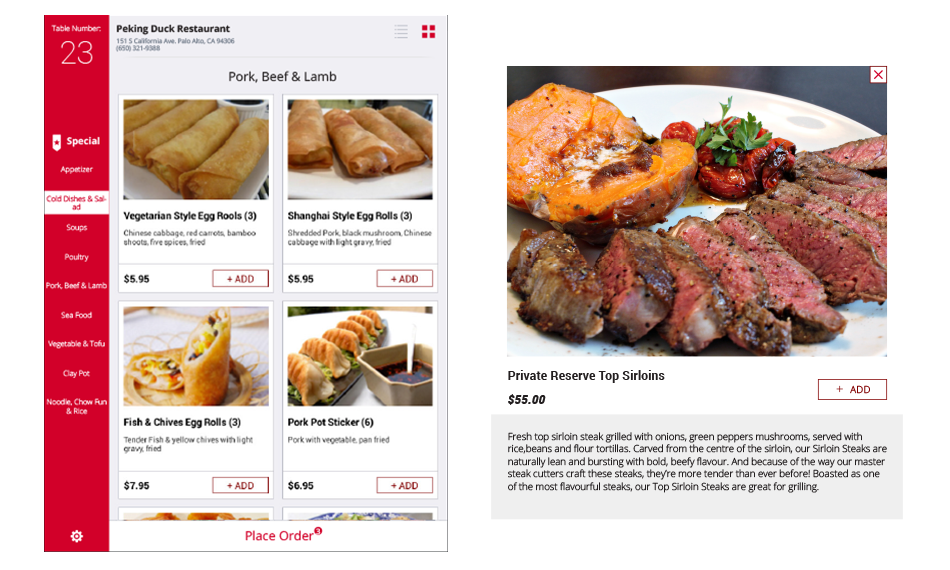 Table Number:
23
Special
Appetizer
Cold Dishes & Sal-
ad
Soups
Poultry
Pork, Beef & Lamb
Sea Food
Vegetable & Tofu
Clay Pot
Noodle, Chow Fun
& Rice
Peking Duck Restaurant
151 S California Ave. Palo Alto, CA 94306
(650) 321-9388
Pork, Beef & Lamb
Vegetarian Style Egg Rools (3)
Chinese cabbage, red carrots, bamboo
shoots, five spices, fried
$5.95
+ ADD
Shanghai Style Egg Rolls (3)
Shredded Pork, black mushroom, Chinese
cabbage with light gravy, fried
$5.95
+ ADD
Fish & Chives Egg Rolls (3)
Tender Fish & yellow chives with light
gravy, fried
$7.95
+ ADD
Pork Pot Sticker (6)
Pork with vegetable, pan fried
$6.95
+ ADD
Place Order 3
Private Reserve Top Sirloins
$55.00
+ ADD
Fresh top sirloin steak grilled with onions, green peppers mushrooms, served with
rice,beans and flour tortillas. Carved from the centre of the sirloin, our Sirloin Steaks are
naturally lean and bursting with bold, beefy flavour. And because of the way our master
steak cutters craft these steaks, they're more tender than ever before! Boasted as one
of the most flavourful steaks, our Top Sirloin Steaks are great for grilling.